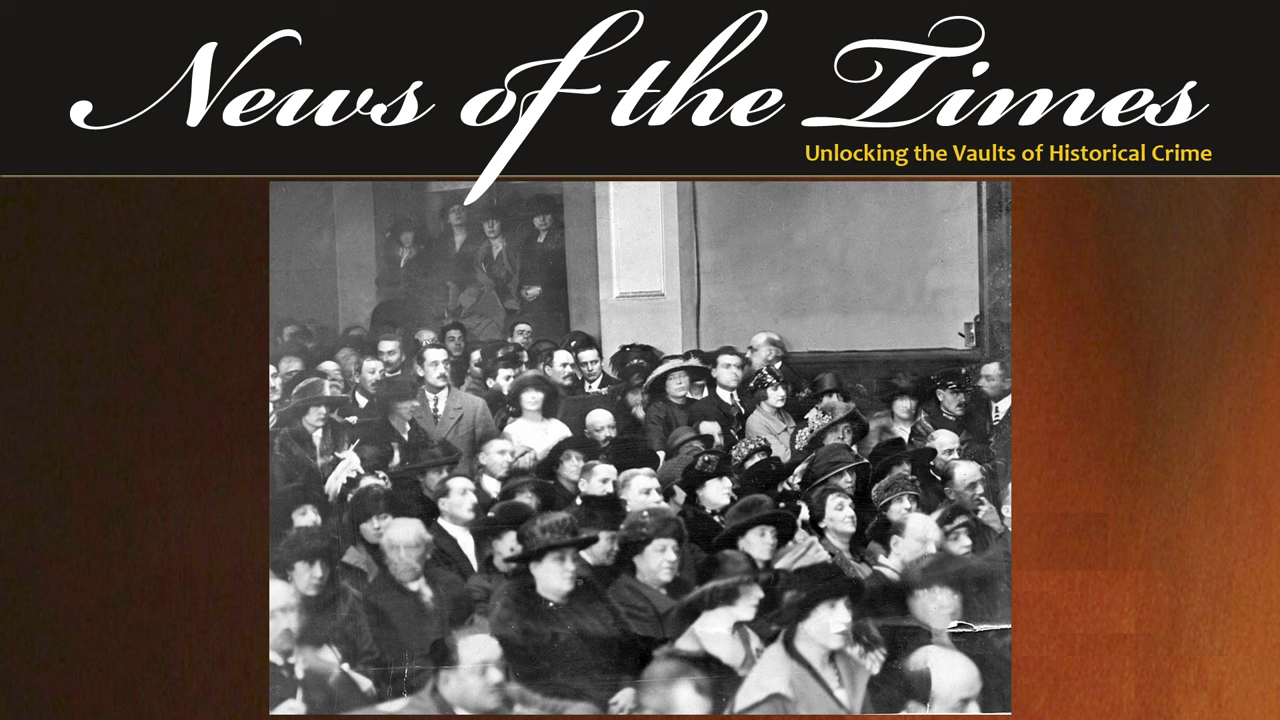 News of the Times
Unlocking the Vaults of Historical Crime